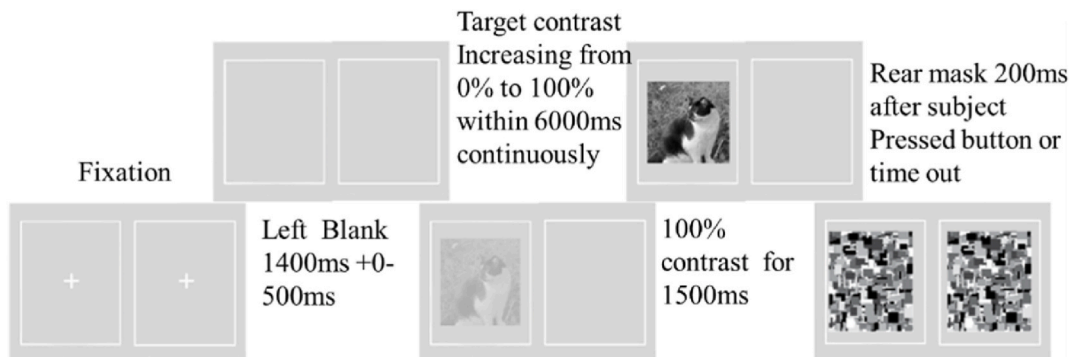 Fixation
Left Blank
1400ms +0-
500ms
Target contrast
Increasing from
0% to 100%
within 6000ms
continuously
100%
contrast for
1500ms
Rear mask 200ms
after subject
Pressed button or
time out